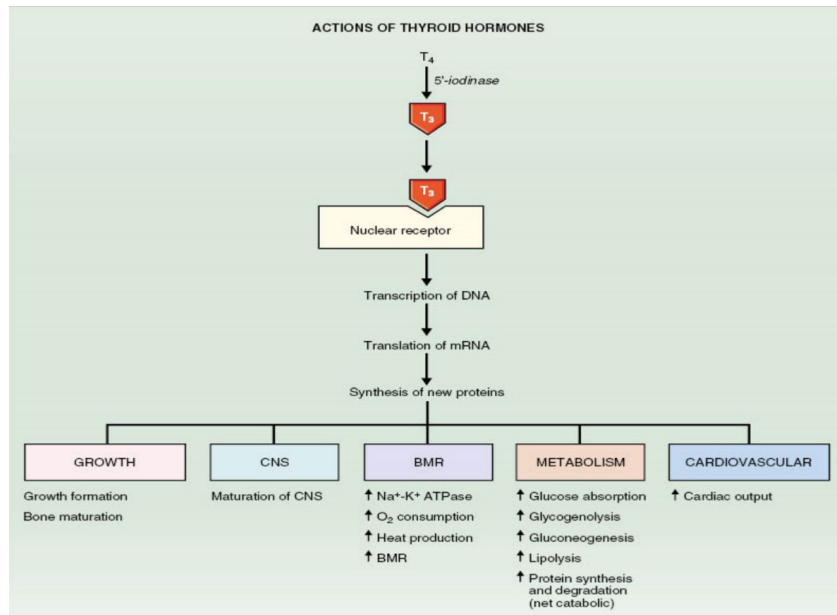 ACTIONS OF THYROID HORMONES
T₄
5'-iodinase
T₃
T₃
Nuclear receptor
Transcription of DNA
Translation of mRNA
Synthesis of new proteins
GROWTH
Growth formation
Bone maturation
CNS
Maturation of CNS
BMR
↑ Na⁺-K⁺ ATPase
↑ O₂ consumption
↑ Heat production
↑ BMR
METABOLISM
↑ Glucose absorption
↑ Glycogenolysis
↑ Gluconeogenesis
↑ Lipolysis
↑ Protein synthesis
and degradation
(net catabolic)
CARDIOVASCULAR
↑ Cardiac output